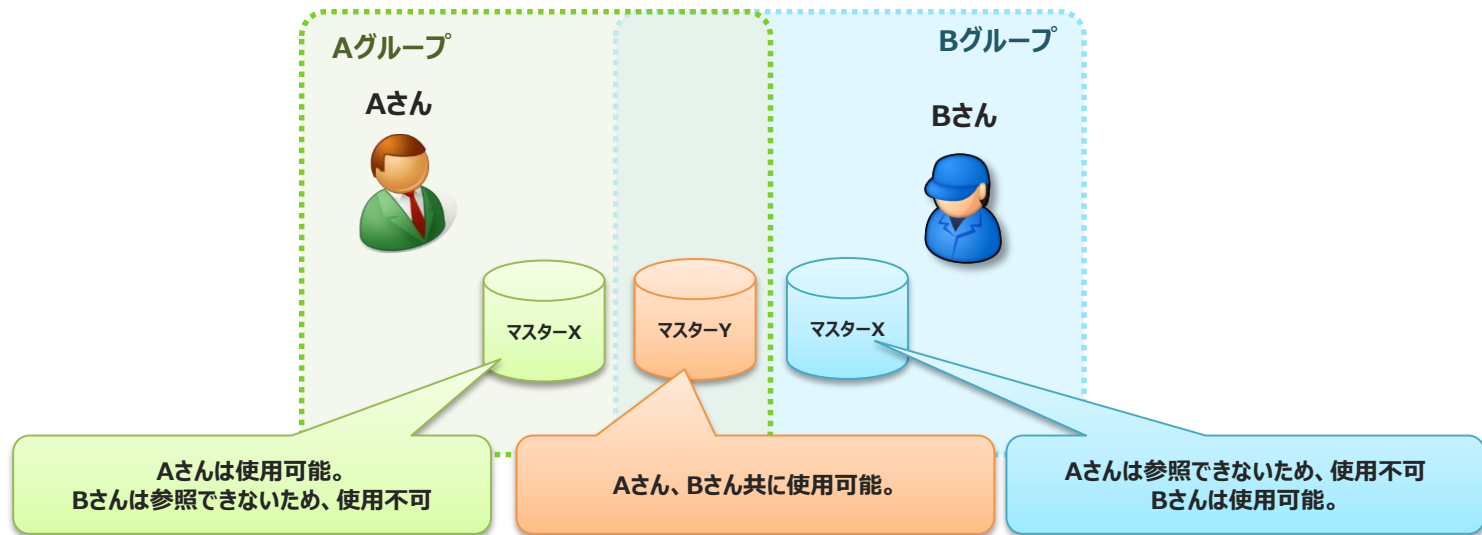 Aグループ
Bグループ
Aさん
Bさん
マスターX
マスターY
マスターX
Aさんは使用可能。
Bさんは参照できないため、使用不可
Aさん、Bさん共に使用可能。
Aさんは参照できないため、使用不可
Bさんは使用可能。